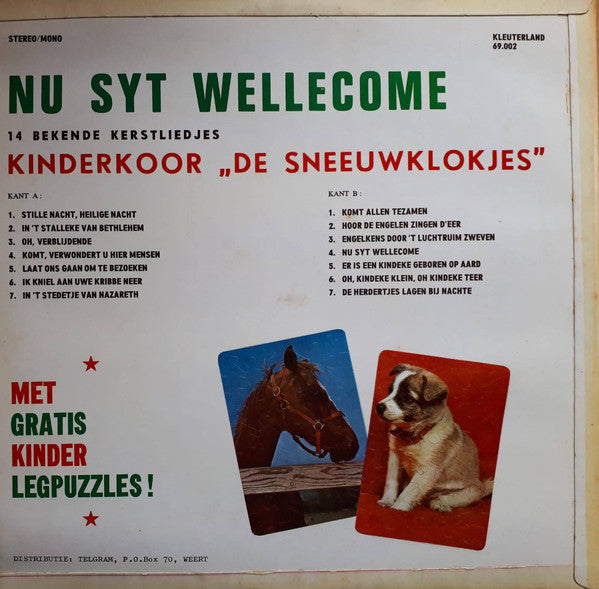 STEREO/MONO
KLEUTERLAND
69.002
NU SYT WELLECOME
14 BEKENDE KERSTLIEDJES
KINDERKOOR „DE SNEEUWKLOKJES”
KANT A:
1. STILLE NACHT, HEILIGE NACHT
2. IN 'T STALLEKE VAN BETHLEHEM
3. OH, VERBLIJDENDE
4. KOMT, VERWONDERT U HIER MENSEN
5. LAAT ONS GAAN OM TE BEZOEKEN
6. IK KNIEL AAN UWE KRIBBE NEER
7. IN 'T STEDETJE VAN NAZARETH
KANT B:
1. KOMT ALLEN TEZAMEN
2. HOOR DE ENGELEN ZINGEN D'EER
3. ENGELKENS DOOR 'T LUCHTRUIM ZWEVEN
4. NU SYT WELLECOME
5. ER IS EEN KINDEKE GEBOREN OP AARD
6. OH, KINDEKE KLEIN, OH KINDEKE TEER
7. DE HERDERTJES LAGEN BIJ NACHTE
MET
GRATIS
KINDER
LEGPUZZLES!
DISTRIBUTIE: TELGRAM, P.O.Box 70, WEERT